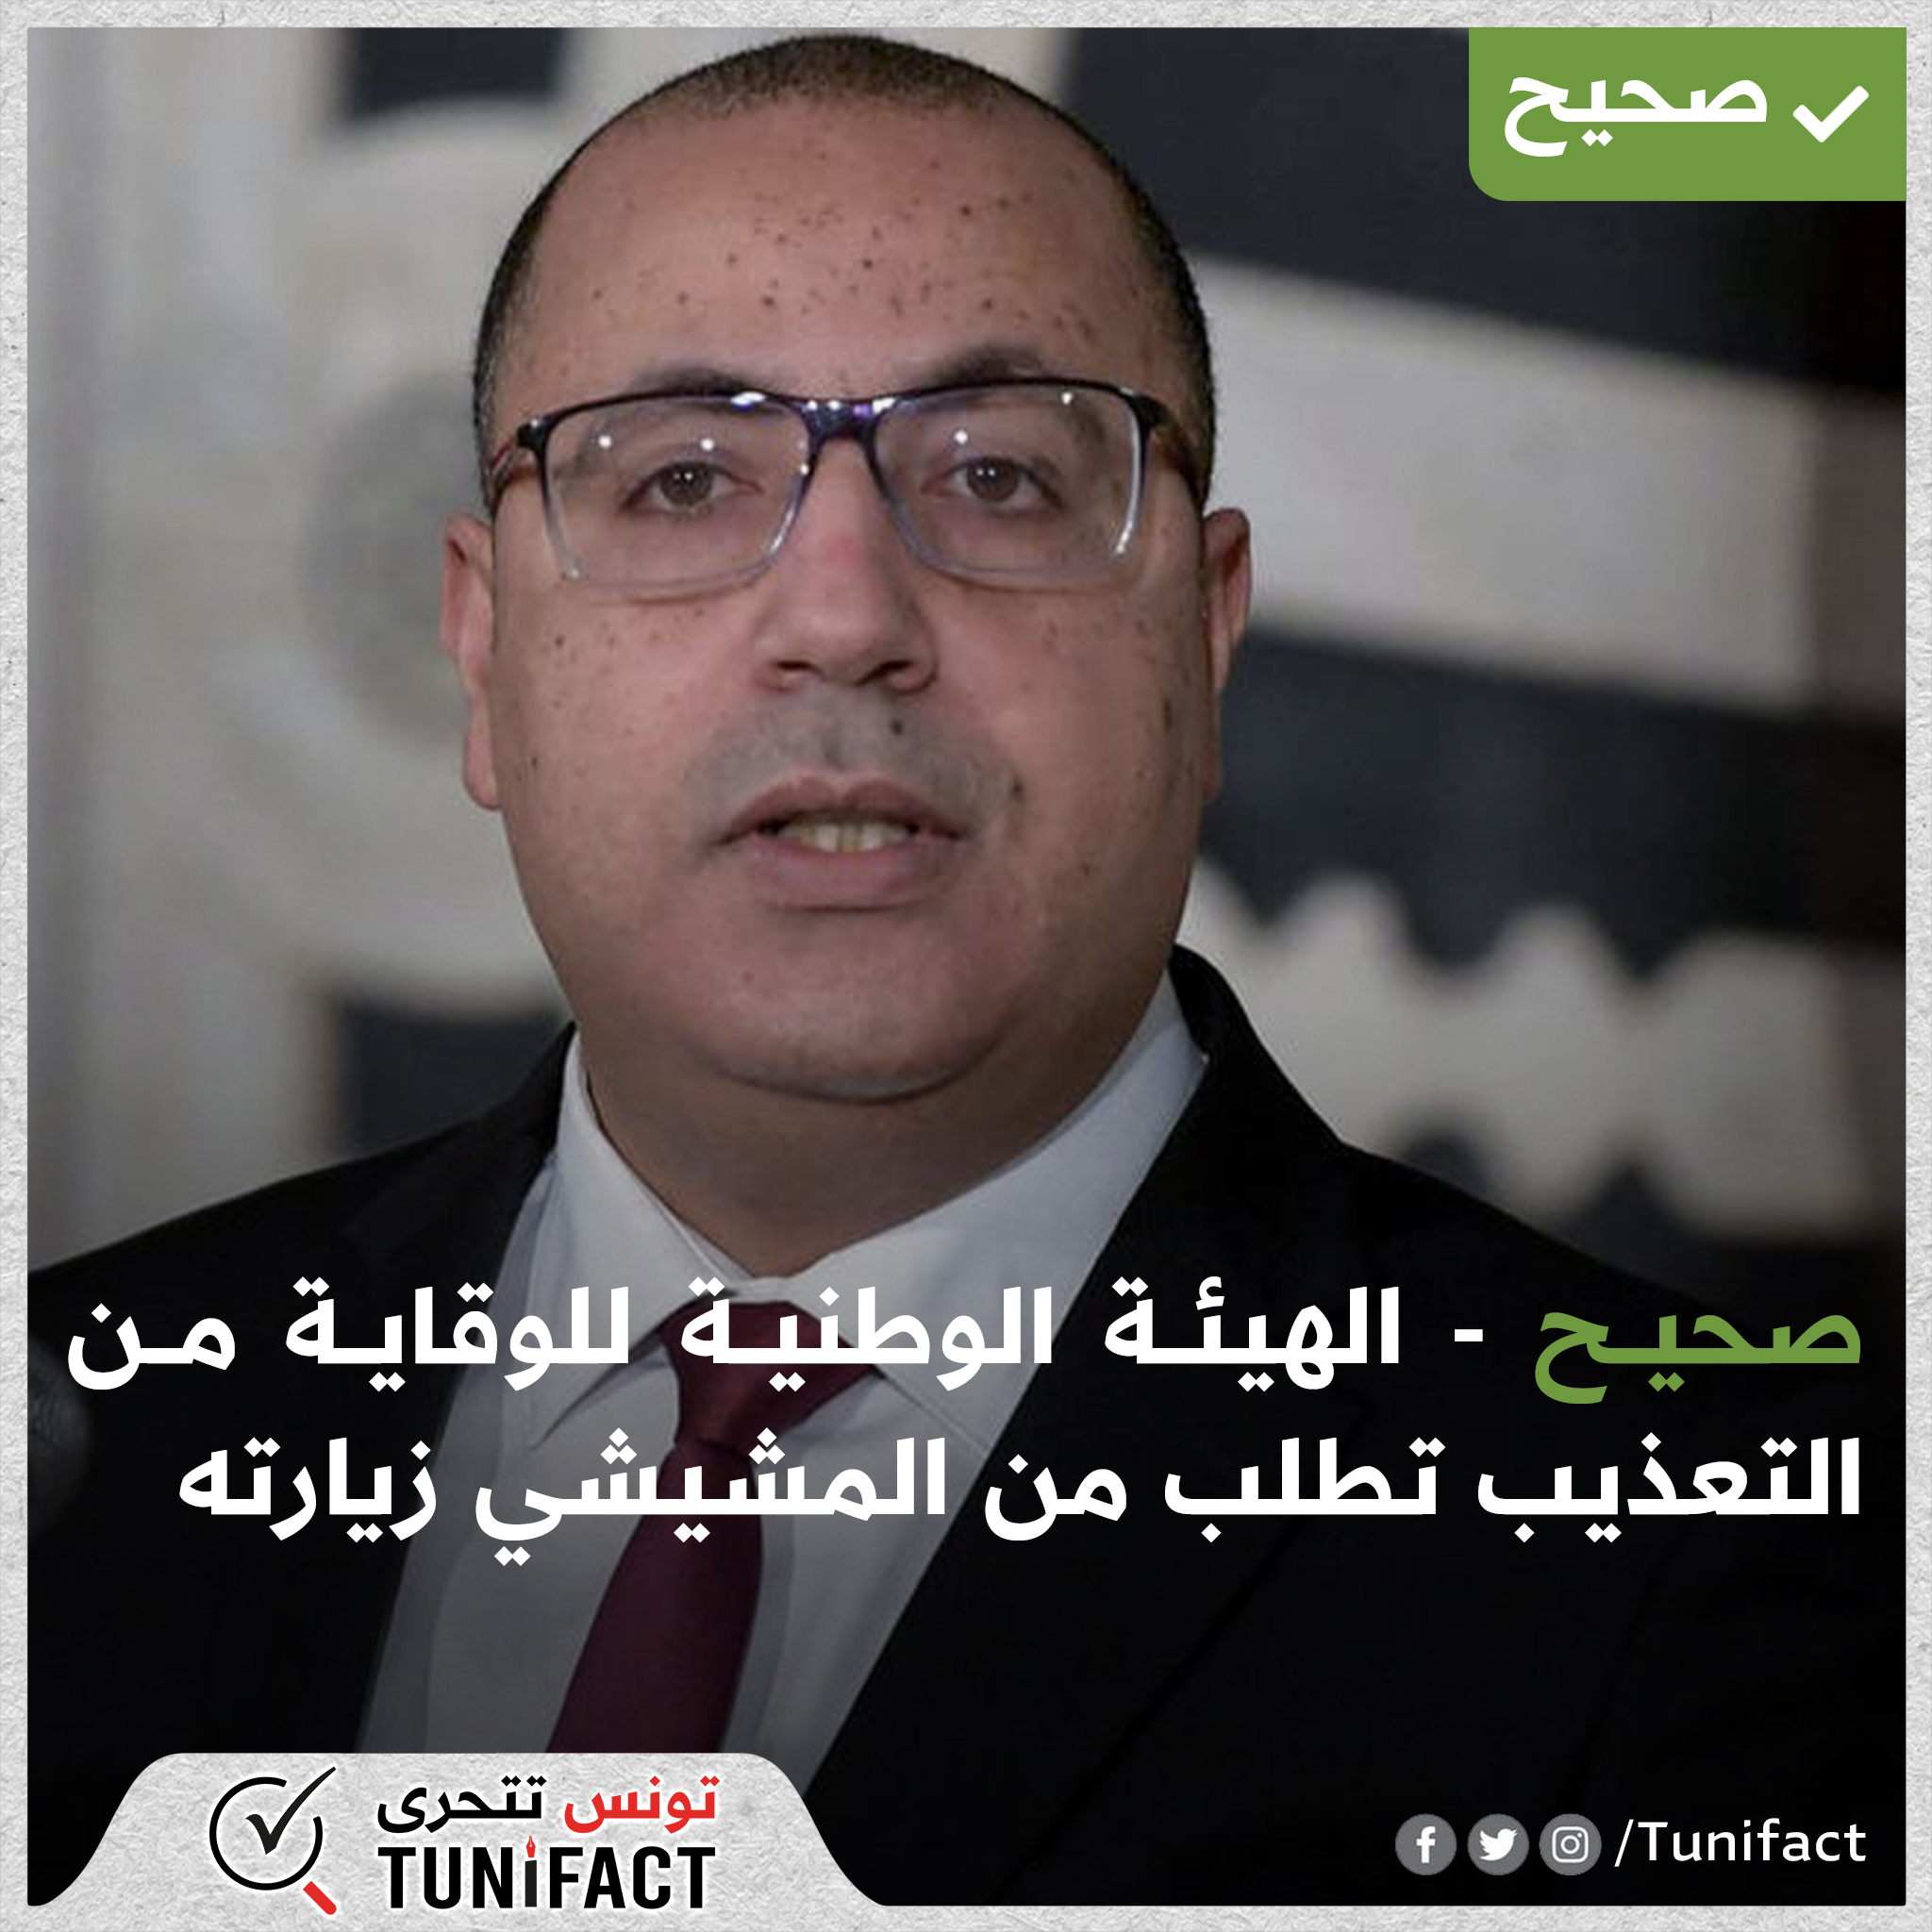 صحيح
صحيح - الهيئة الوطنية للوقاية من
التعذيب تطلب من المشيشي زيارته
تونس تتحرى
TUNiFACT
/Tunifact